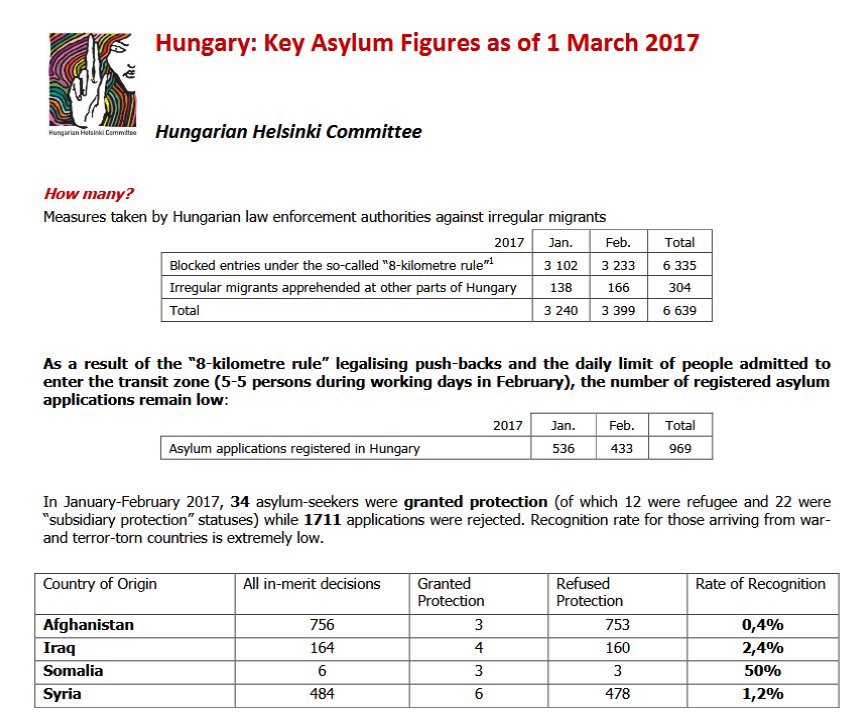 Hungary: Key Asylum Figures as of 1 March 2017
Hungarian Helsinki Committee
Hungarian Helsinki Committee
How many?
Measures taken by Hungarian law enforcement authorities against irregular migrants
2017 Jan. Feb. Total
Blocked entries under the so-called “8-kilometre rule”1 3 102 3 233 6 335
Irregular migrants apprehended at other parts of Hungary 138 166 304
Total 3 240 3 399 6 639
As a result of the “8-kilometre rule” legalising push-backs and the daily limit of people admitted to
enter the transit zone (5-5 persons during working days in February), the number of registered asylum
applications remain low:
2017 Jan. Feb. Total
Asylum applications registered in Hungary 536 433 969
In January-February 2017, 34 asylum-seekers were granted protection (of which 12 were refugee and 22 were
“subsidiary protection” statuses) while 1711 applications were rejected. Recognition rate for those arriving from war-
and terror-torn countries is extremely low.
Country of Origin All in-merit decisions Granted Protection Refused Protection Rate of Recognition
Afghanistan 756 3 753 0,4%
Iraq 164 4 160 2,4%
Somalia 6 3 3 50%
Syria 484 6 478 1,2%